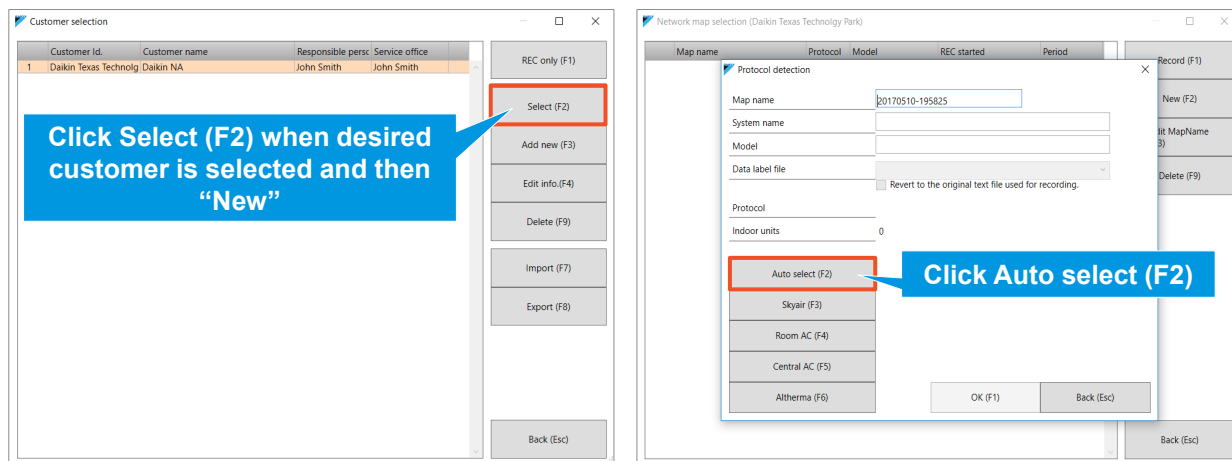 Customer selection
Customer Id. Customer name Responsible persc Service office
1 Daikin Texas Technolg Daikin NA John Smith John Smith
REC only (F1)
Select (F2)
Add new (F3)
Edit info.(F4)
Delete (F9)
Import (F7)
Export (F8)
Back (Esc)
Click Select (F2) when desired
customer is selected and then
“New”
Network map selection (Daikin Texas Technolgy Park)
Map name Protocol Model REC started Period
Record (F1)
New (F2)
dit MapName
3)
Delete (F9)
Back (Esc)
Protocol detection
Map name 20170510-195825
System name
Model
Data label file
Revert to the original text file used for recording.
Protocol
Indoor units 0
Auto select (F2)
Skyair (F3)
Room AC (F4)
Central AC (F5)
Altherma (F6)
OK (F1) Back (Esc)
Click Auto select (F2)